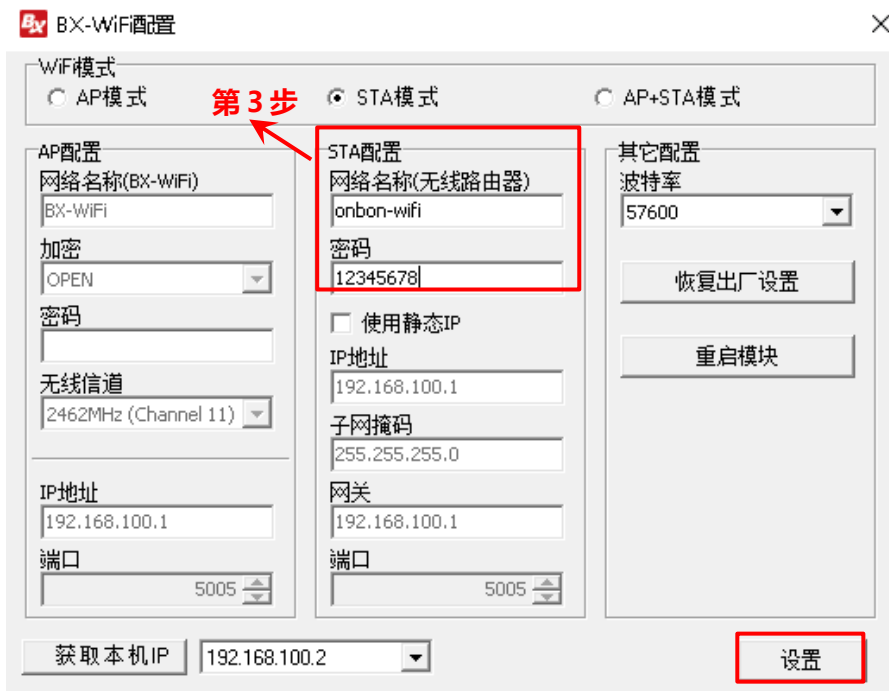 BX BX-WiFi配置
WiFi模式
AP模式
第3步
STA模式
AP+STA模式
AP配置
网络名称(BX-WiFi)
BX-WiFi
加密
OPEN
密码
无线信道
2462MHz (Channel 11)
IP地址
192.168.100.1
端口
5005
STA配置
网络名称(无线路由器)
onbon-wifi
密码
12345678
使用静态IP
IP地址
192.168.100.1
子网掩码
255.255.255.0
网关
192.168.100.1
端口
5005
其它配置
波特率
57600
恢复出厂设置
重启模块
获取本机IP
192.168.100.2
设置